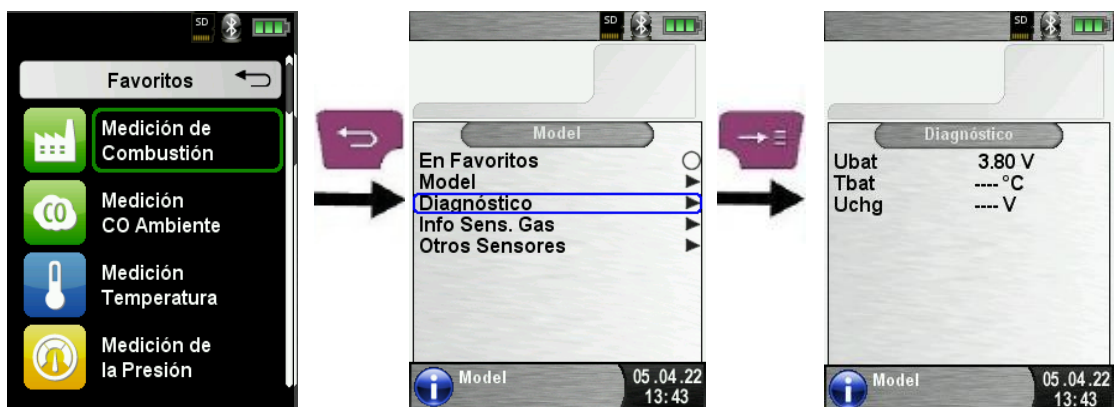 SD
Favoritos
Medición de
Combustión
CO
Medición
CO Ambiente
Medición
Temperatura
Medición de
la Presión
SD
Model
En Favoritos
Model
Diagnóstico
Info Sens. Gas
Otros Sensores
Model
05.04.22
13:43
SD
Diagnóstico
Ubat 3.80 V
Tbat ---- °C
Uchg ---- V
Model
05.04.22
13:43